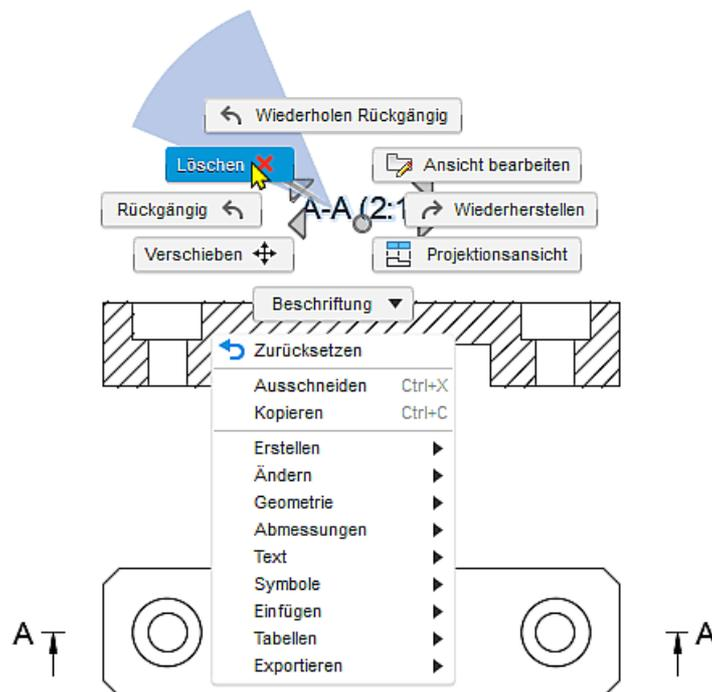 Wiederholen Rückgängig
Löschen
Ansicht bearbeiten
Rückgängig
A-A (2:1
Wiederherstellen
Verschieben
Projektionsansicht
Beschriftung
Zurücksetzen
Ausschneiden Ctrl+X
Kopieren Ctrl+C
Erstellen
Ändern
Geometrie
Abmessungen
Text
Symbole
Einfügen
Tabellen
Exportieren
A
A